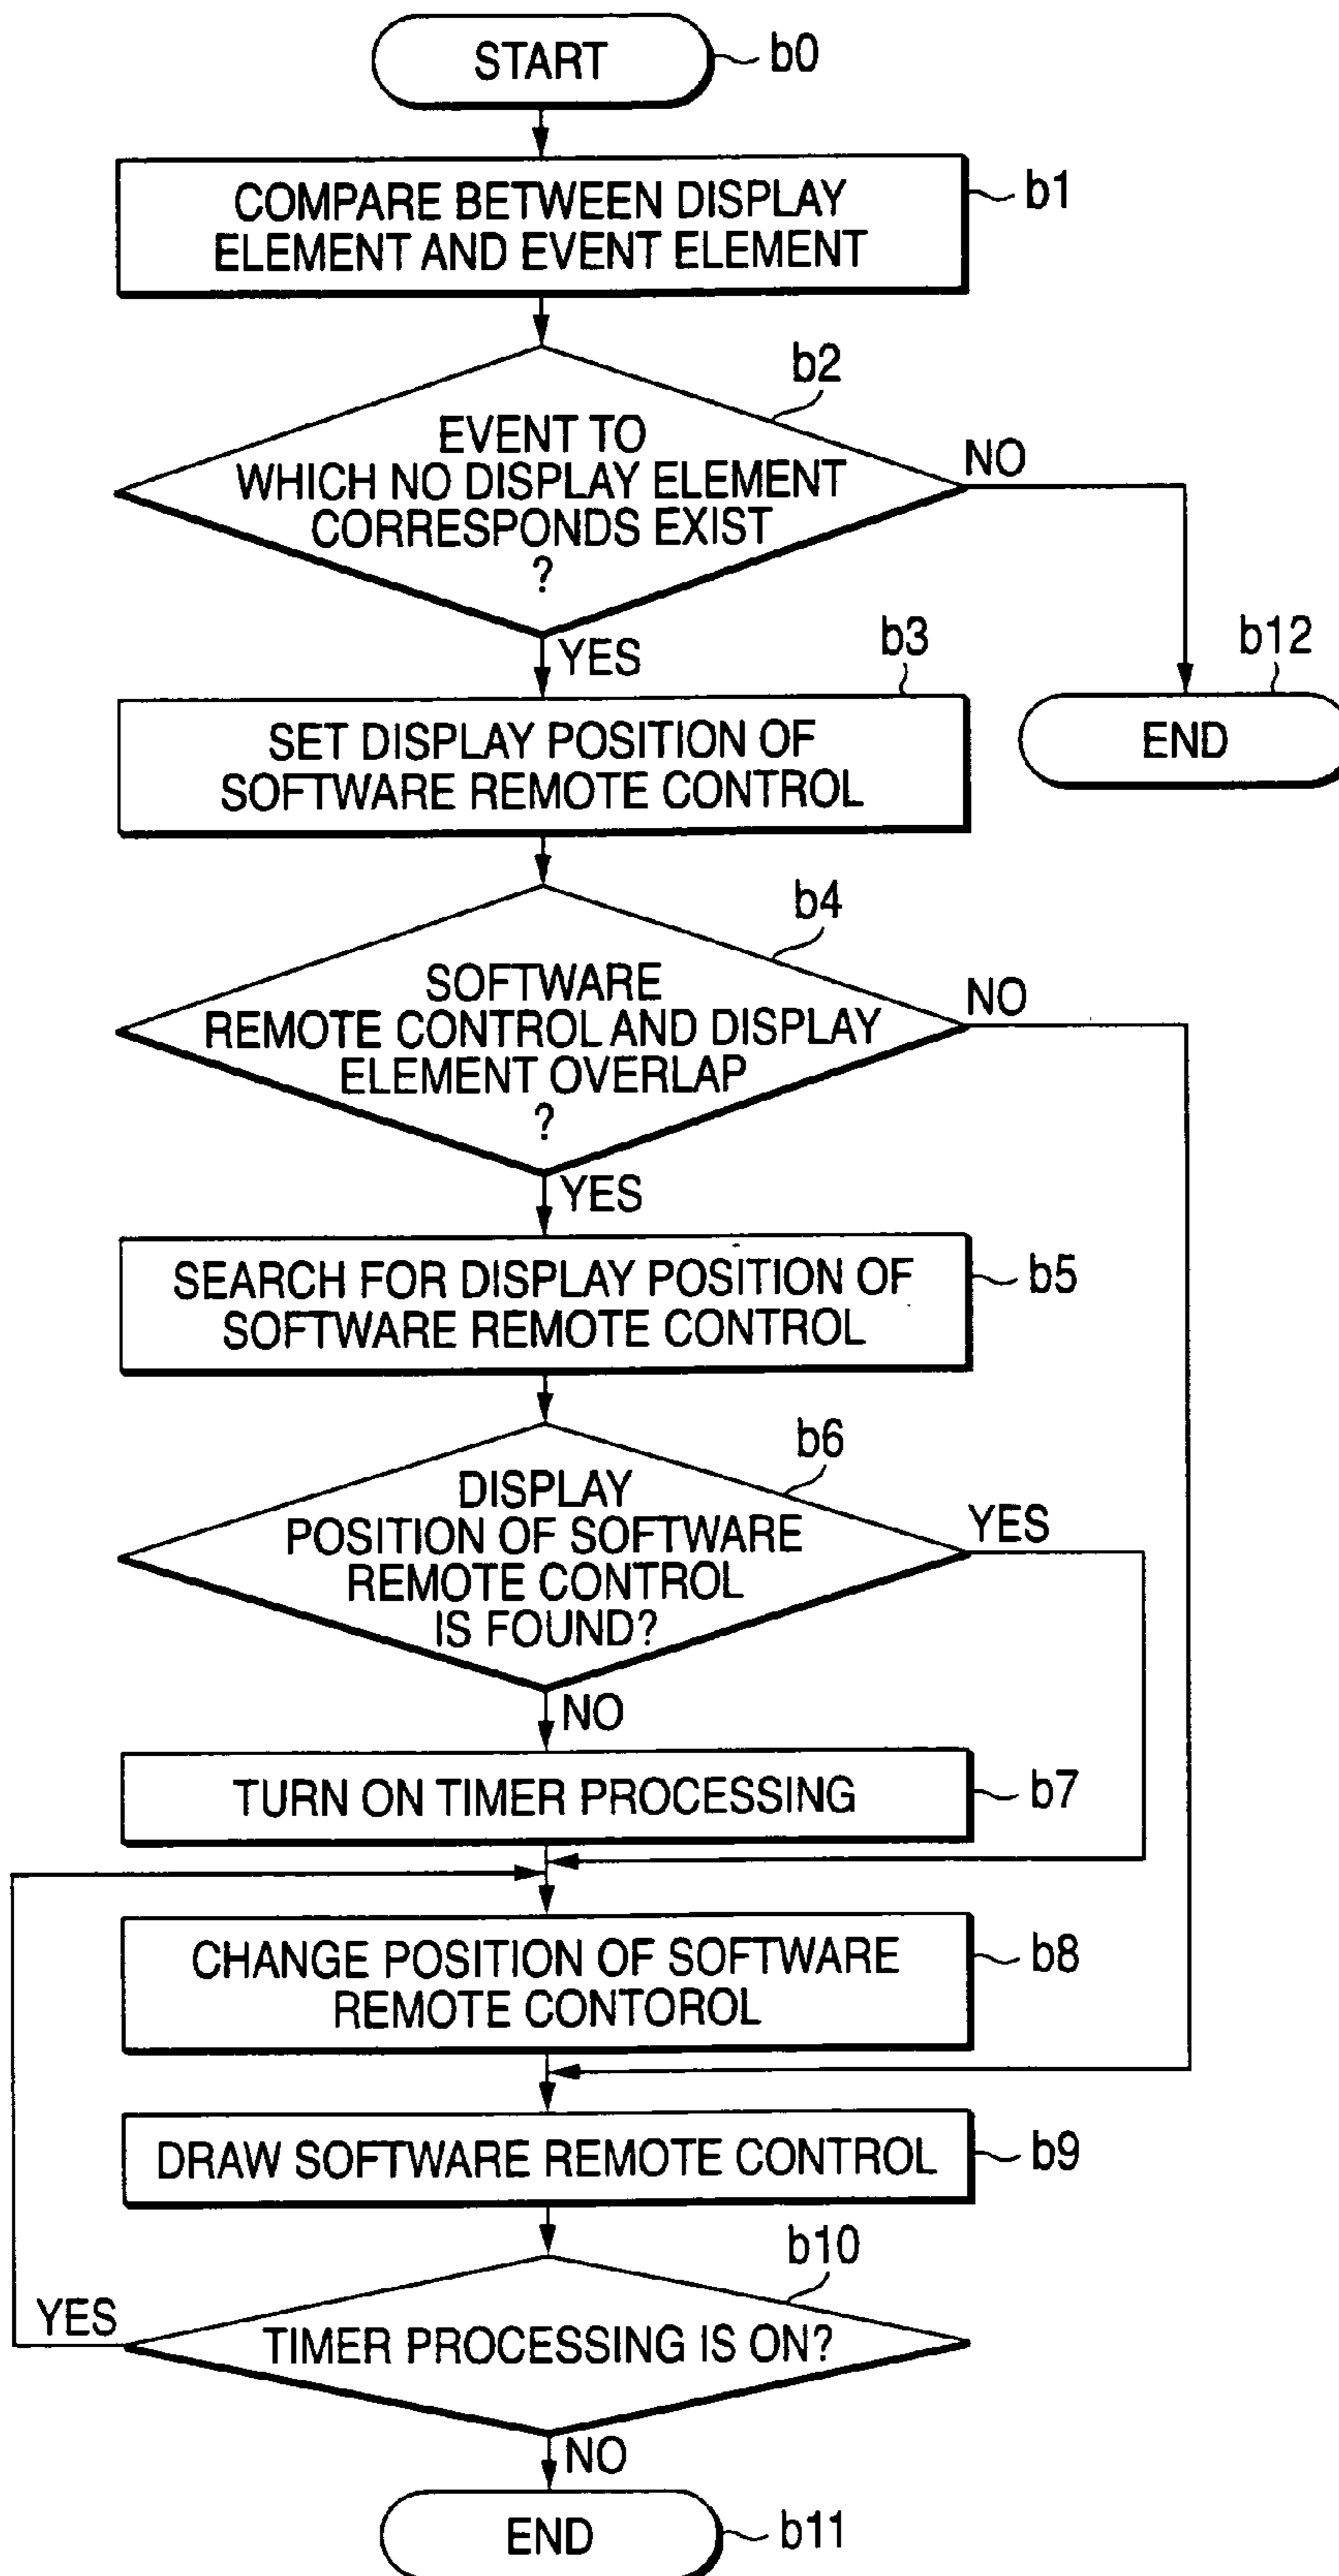 START
b0
COMPARE BETWEEN DISPLAY
ELEMENT AND EVENT ELEMENT
b1
b2
EVENT TO
WHICH NO DISPLAY ELEMENT
CORRESPONDS EXIST
?
NO
YES
b3
b12
SET DISPLAY POSITION OF
SOFTWARE REMOTE CONTROL
END
b4
SOFTWARE
REMOTE CONTROL AND DISPLAY
ELEMENT OVERLAP
?
NO
YES
SEARCH FOR DISPLAY POSITION OF
SOFTWARE REMOTE CONTROL
b5
b6
DISPLAY
POSITION OF SOFTWARE
REMOTE CONTROL
IS FOUND?
YES
NO
TURN ON TIMER PROCESSING
b7
CHANGE POSITION OF SOFTWARE
REMOTE CONTOROL
b8
DRAW SOFTWARE REMOTE CONTROL
b9
b10
YES
TIMER PROCESSING IS ON?
NO
END
b11